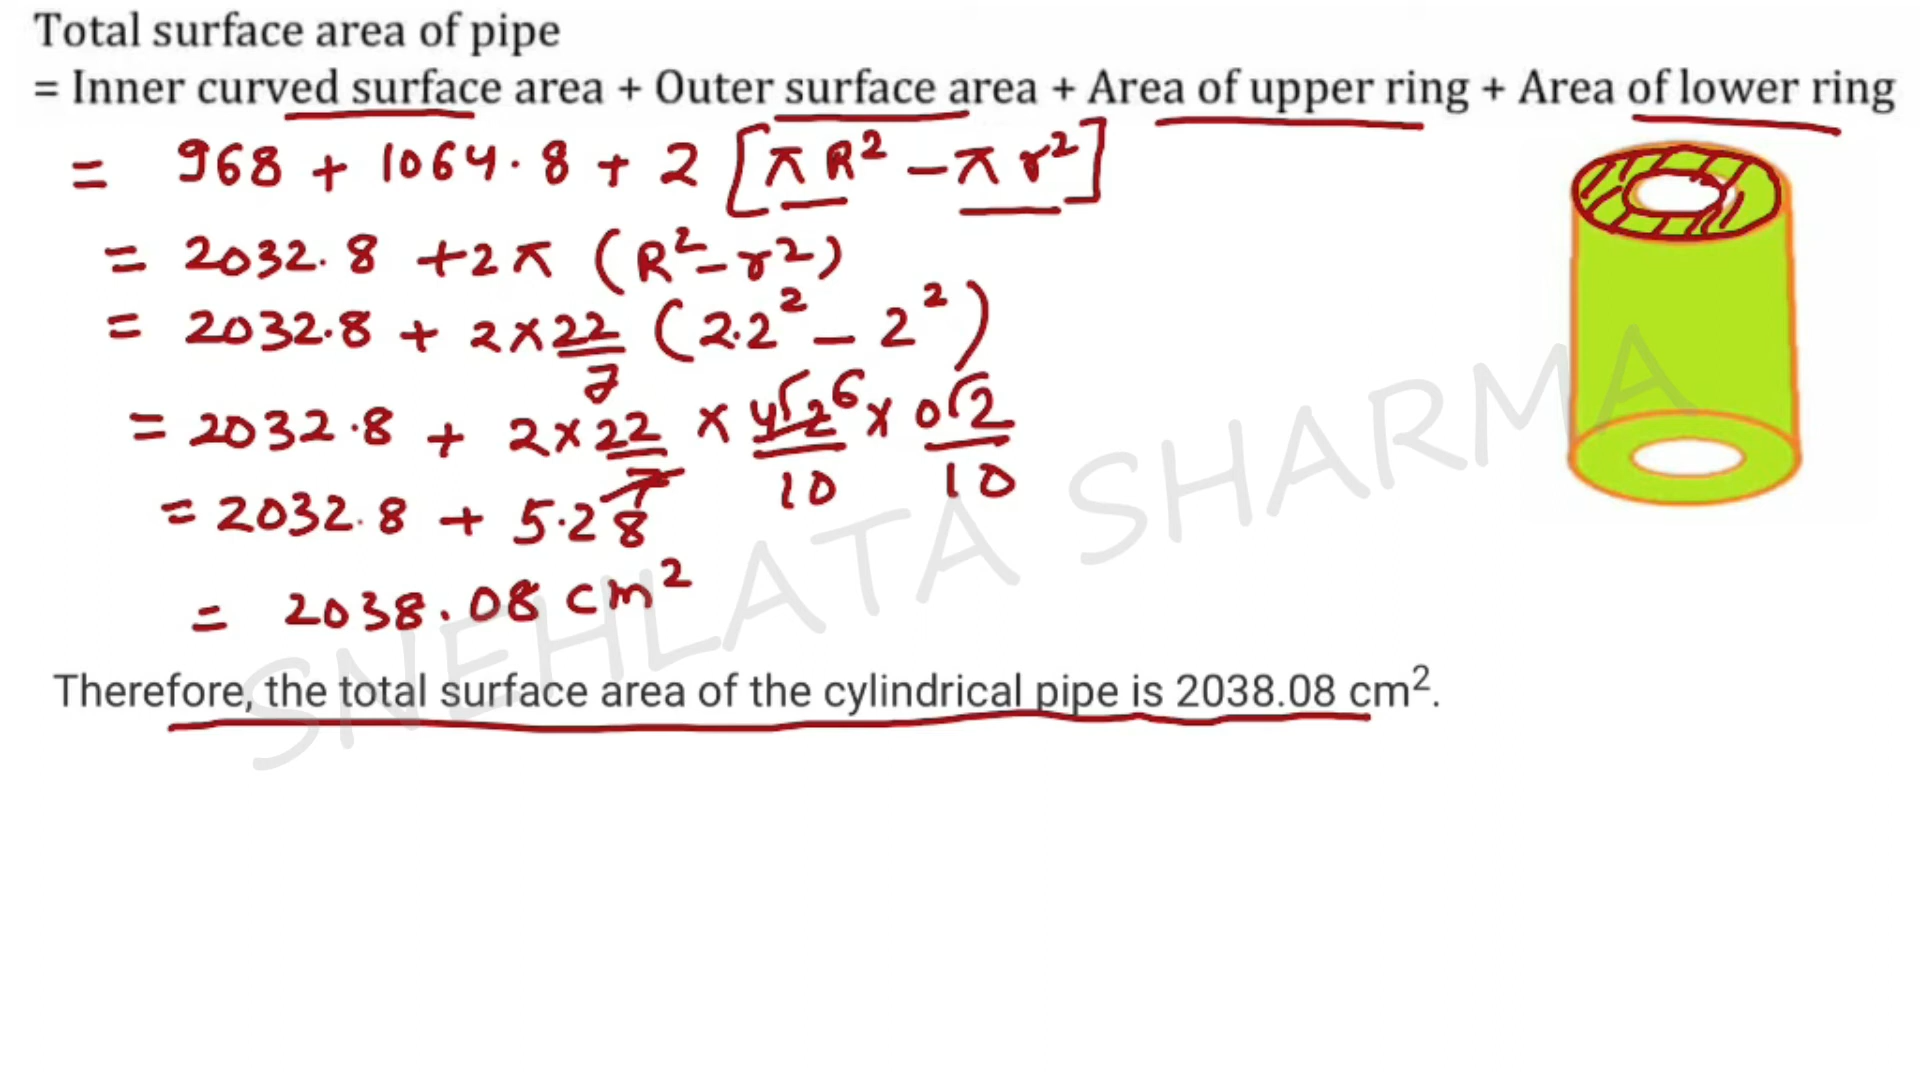 Total surface area of pipe
= Inner curved surface area + Outer surface area + Area of upper ring + Area of lower ring
= 968 + 1064.8 + 2 [π R² − π r²]
= 2032.8 + 2π (R² − r²)
= 2032.8 + 2 × 22/7 (2.2² − 2²)
= 2032.8 + 2 × 22/7 × 4.2 6/10 × 0.2/10
= 2032.8 + 5.28
= 2038.08 cm²
Therefore, the total surface area of the cylindrical pipe is 2038.08 cm².
SNEHLATA SHARMA